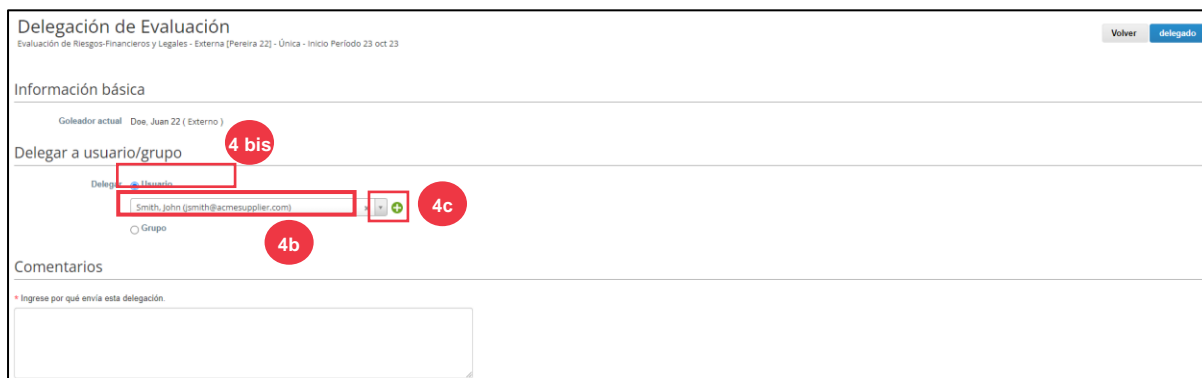 Delegación de Evaluación
Evaluación de Riesgos-Financieros y Legales - Externa [Pereira 22] - Única - Inicio Período 23 oct 23
Volver delegado
Información básica
Goleador actual Doe, Juan 22 ( Externo )
4 bis
Delegar a usuario/grupo
Delegar Usuario
Smith, John (jsmith@acmesupplier.com) x
4c
Grupo
4b
Comentarios
* Ingrese por qué envía esta delegación.